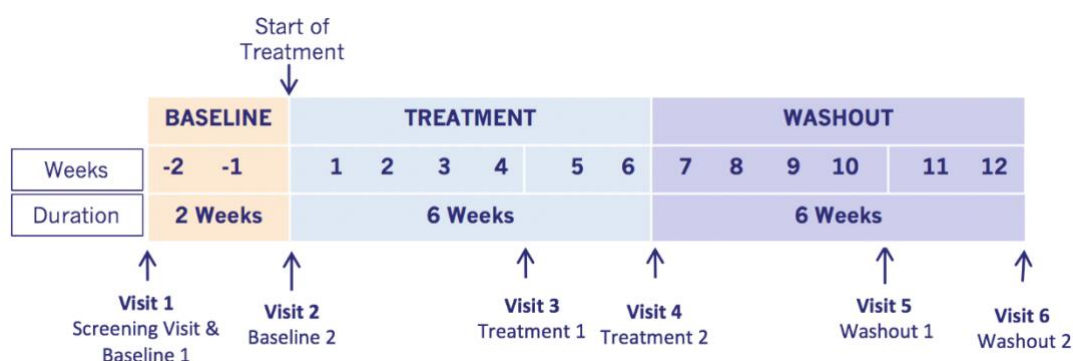 Start of
Treatment
BASELINE TREATMENT WASHOUT
Weeks -2 -1 1 2 3 4 5 6 7 8 9 10 11 12
Duration 2 Weeks 6 Weeks 6 Weeks
Visit 1
Screening Visit &
Baseline 1
Visit 2
Baseline 2
Visit 3
Treatment 1
Visit 4
Treatment 2
Visit 5
Washout 1
Visit 6
Washout 2